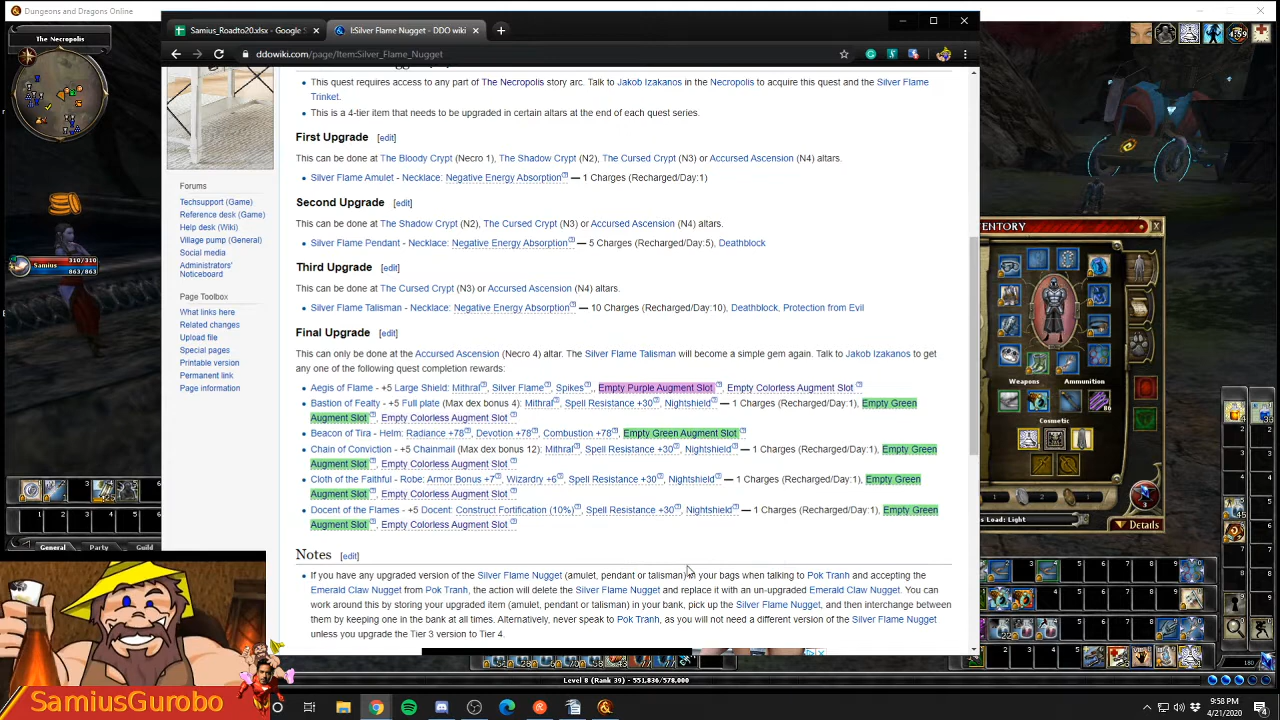 Dungeons and Dragons Online
Samius_Roadto20.xlsx - Google S
I:Silver Flame Nugget - DDO wiki
ddowiki.com/page/Item:Silver_Flame_Nugget
The Necropolis
This quest requires access to any part of The Necropolis story arc. Talk to Jakob Izakanos in the Necropolis to acquire this quest and the Silver Flame
Trinket.
This is a 4-tier item that needs to be upgraded in certain altars at the end of each quest series.
First Upgrade [edit]
This can be done at The Bloody Crypt (Necro 1), The Shadow Crypt (N2), The Cursed Crypt (N3) or Accursed Ascension (N4) altars.
Silver Flame Amulet - Necklace: Negative Energy Absorption — 1 Charges (Recharged/Day:1)
Second Upgrade [edit]
This can be done at The Shadow Crypt (N2), The Cursed Crypt (N3) or Accursed Ascension (N4) altars.
Silver Flame Pendant - Necklace: Negative Energy Absorption — 5 Charges (Recharged/Day:5), Deathblock
Third Upgrade [edit]
This can be done at The Cursed Crypt (N3) or Accursed Ascension (N4) altars.
Silver Flame Talisman - Necklace: Negative Energy Absorption — 10 Charges (Recharged/Day:10), Deathblock, Protection from Evil
Final Upgrade [edit]
This can only be done at the Accursed Ascension (Necro 4) altar. The Silver Flame Talisman will become a simple gem again. Talk to Jakob Izakanos to get
any one of the following quest completion rewards:
Aegis of Flame - +5 Large Shield: Mithral, Silver Flame, Spikes, Empty Purple Augment Slot, Empty Colorless Augment Slot
Bastion of Fealty - +5 Full plate (Max dex bonus 4): Mithral, Spell Resistance +30, Nightshield — 1 Charges (Recharged/Day:1), Empty Green
Augment Slot, Empty Colorless Augment Slot
Beacon of Tira - Helm: Radiance +78, Devotion +78, Combustion +78, Empty Green Augment Slot
Chain of Conviction - +5 Chainmail (Max dex bonus 12): Mithral, Spell Resistance +30, Nightshield — 1 Charges (Recharged/Day:1), Empty Green
Augment Slot, Empty Colorless Augment Slot
Cloth of the Faithful - Robe: Armor Bonus +7, Wizardry +6, Spell Resistance +30, Nightshield — 1 Charges (Recharged/Day:1), Empty Green
Augment Slot, Empty Colorless Augment Slot
Docent of the Flames - +5 Docent: Construct Fortification (10%), Spell Resistance +30, Nightshield — 1 Charges (Recharged/Day:1), Empty Green
Augment Slot, Empty Colorless Augment Slot
Notes [edit]
If you have any upgraded version of the Silver Flame Nugget (amulet, pendant or talisman) in your bags when talking to Pok Tranh and accepting the
Emerald Claw Nugget from Pok Tranh, the action will delete the Silver Flame Nugget and replace it with an un-upgraded Emerald Claw Nugget. You can
work around this by storing your upgraded item (amulet, pendant or talisman) in your bank, pick up the Silver Flame Nugget, and then interchange between
them by keeping one in the bank at all times. Alternatively, never speak to Pok Tranh, as you will not need a different version of the Silver Flame Nugget
unless you upgrade the Tier 3 version to Tier 4.
Forums
Techsupport (Game)
Reference desk (Game)
Help desk (Wiki)
Village pump (General)
Social media
Administrators'
Noticeboard
Page Toolbox
What links here
Related changes
Upload file
Special pages
Printable version
Permanent link
Page information
Samius
310/310
863/863
1 2 3 4 5 6
General Party Guild
4:59
ENTORY
Weapons Ammunition
86
Cosmetic
1 2 1
s Load: Light
3
Details
180
Level 8 (Rank 39) - 551,836/578,000
SamiusGurobo
9:58 PM
4/21/2020
4